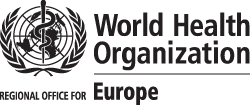 World Health
Organization
REGIONAL OFFICE FOR Europe